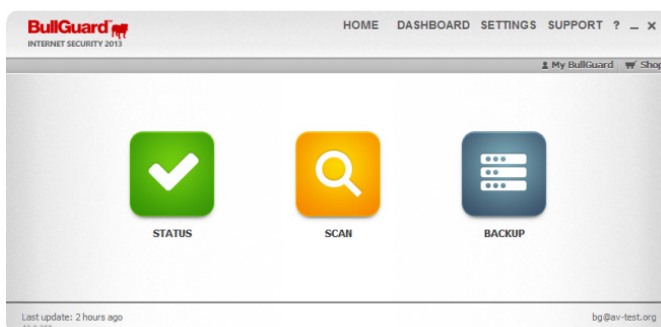 BullGuard
INTERNET SECURITY 2013
HOME DASHBOARD SETTINGS SUPPORT ? _ ×
My BullGuard Shop
STATUS SCAN BACKUP
Last update: 2 hours ago bg@av-test.org